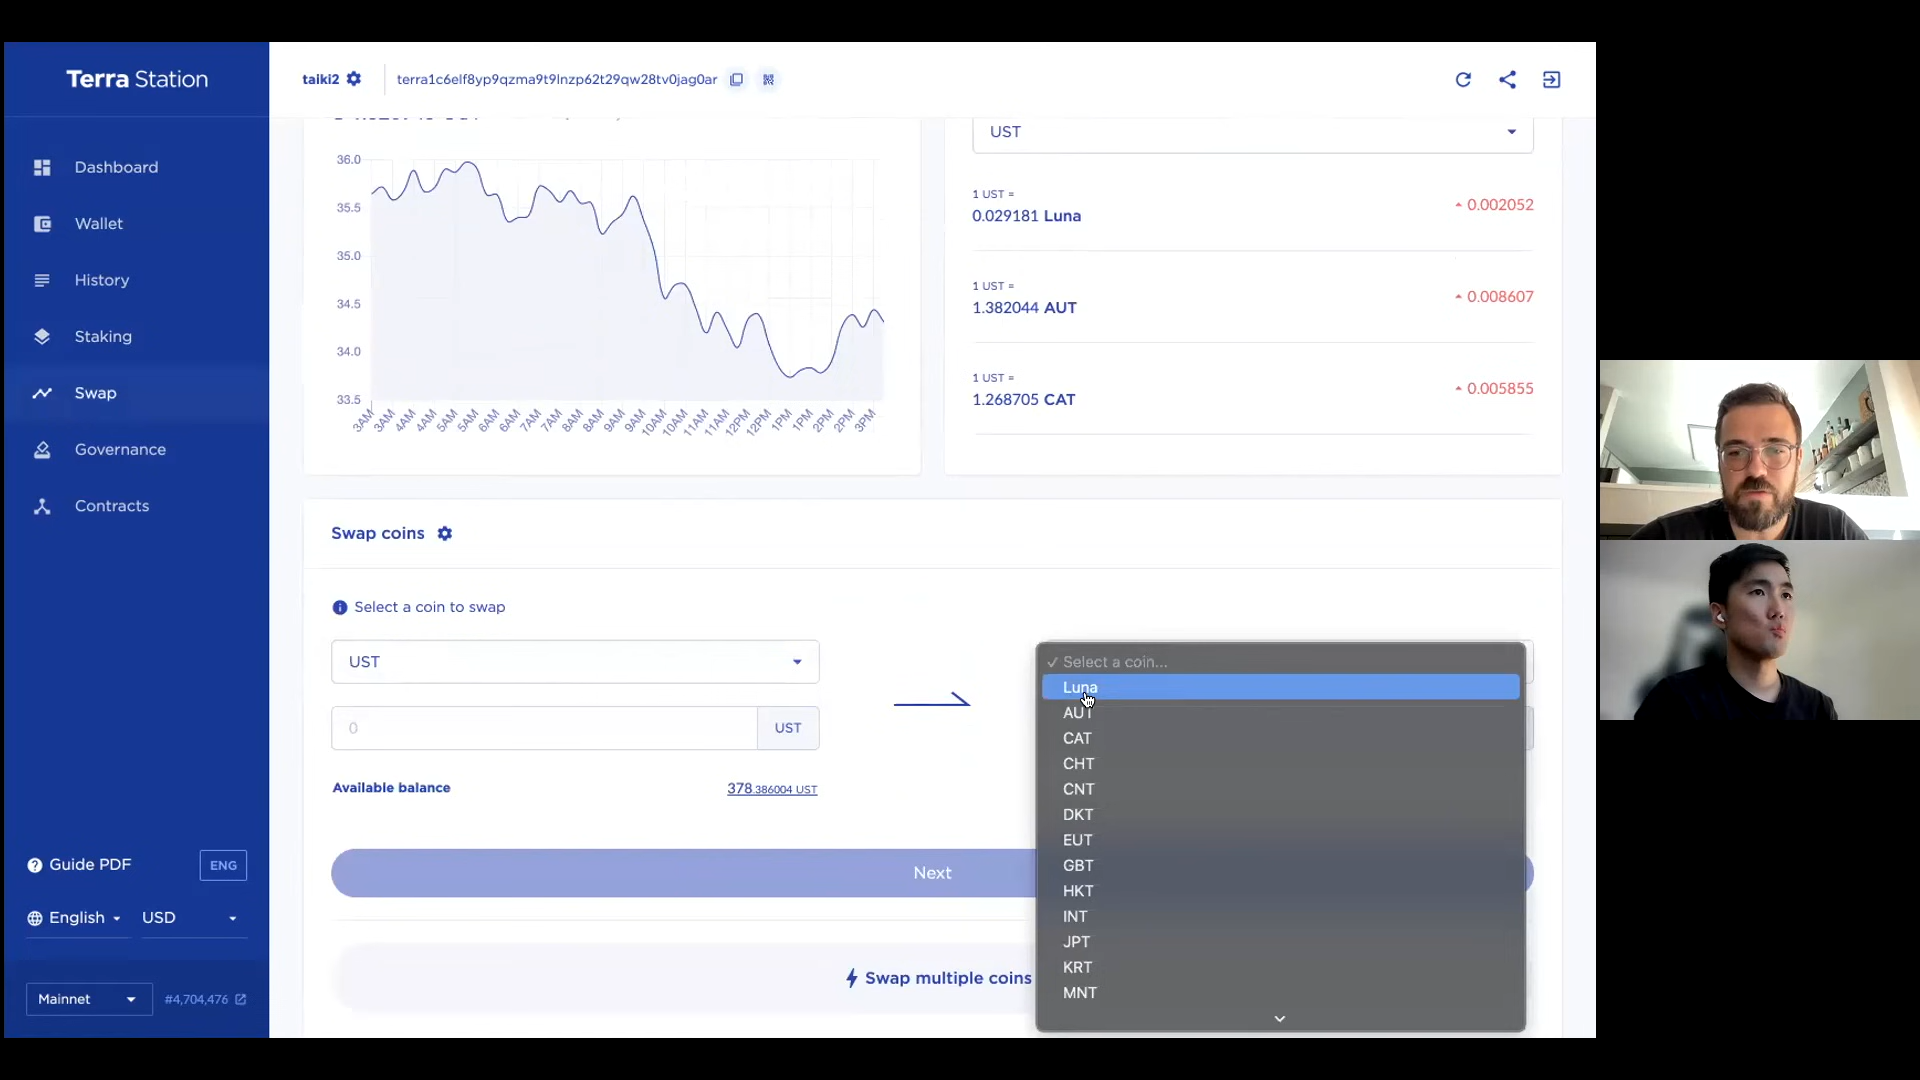 Terra Station
taiki2
terra1c6elf8yp9qzma9t9lnzp62t29qw28tv0jag0ar
Dashboard
Wallet
History
Staking
Swap
Governance
Contracts
Guide PDF
ENG
English
USD
Mainnet
#4,704,476
36.0
35.5
35.0
34.5
34.0
33.5
3AM 3AM 4AM 4AM 5AM 5AM 6AM 6AM 7AM 7AM 8AM 8AM 9AM 9AM 10AM 10AM 11AM 11AM 12PM 12PM 1PM 1PM 2PM 2PM 3PM
UST
1 UST =
0.029181 Luna
0.002052
1 UST =
1.382044 AUT
0.008607
1 UST =
1.268705 CAT
0.005855
Swap coins
Select a coin to swap
UST
0
UST
Available balance
378.386004 UST
✓ Select a coin...
Luna
AUT
CAT
CHT
CNT
DKT
EUT
GBT
HKT
INT
JPT
KRT
MNT
Next
Swap multiple coins